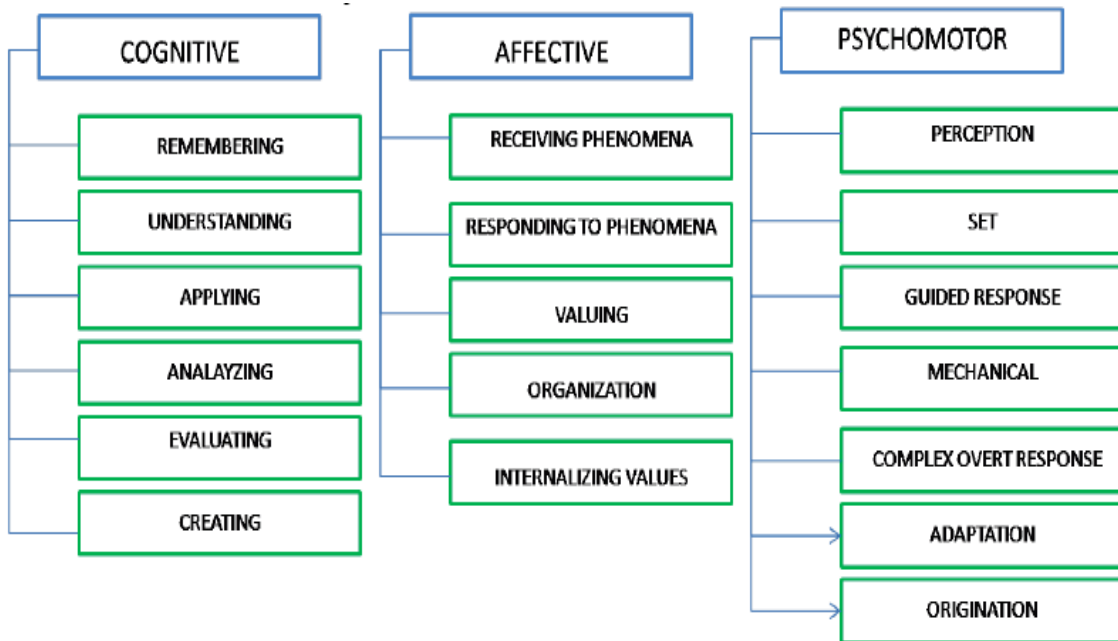 COGNITIVE
REMEMBERING
UNDERSTANDING
APPLYING
ANALAYZING
EVALUATING
CREATING
AFFECTIVE
RECEIVING PHENOMENA
RESPONDING TO PHENOMENA
VALUING
ORGANIZATION
INTERNALIZING VALUES
PSYCHOMOTOR
PERCEPTION
SET
GUIDED RESPONSE
MECHANICAL
COMPLEX OVERT RESPONSE
ADAPTATION
ORIGINATION